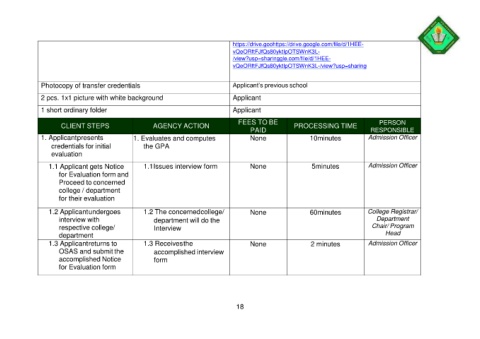 https://drive.goohttps://drive.google.com/file/d/1HEE-
vQoORftFJfQs80yktlpOTSWnK3L-
/view?usp=sharinggle.com/file/d/1HEE-
vQoORftFJfQs80yktlpOTSWnK3L-/view?usp=sharing
Photocopy of transfer credentials Applicant's previous school
2 pcs. 1x1 picture with white background Applicant
1 short ordinary folder Applicant
CLIENT STEPS AGENCY ACTION FEES TO BE PAID PROCESSING TIME PERSON RESPONSIBLE
1. Applicantpresents 1. Evaluates and computes None 10minutes Admission Officer
credentials for initial the GPA
evaluation
1.1 Applicant gets Notice 1.1Issues interview form None 5minutes Admission Officer
for Evaluation form and
Proceed to concerned
college / department
for their evaluation
1.2 Applicantundergoes 1.2 The concernedcollege/ None 60minutes College Registrar/
interview with department will do the Department
respective college/ Interview Chair/ Program
department Head
1.3 Applicantreturns to 1.3 Receivesthe None 2 minutes Admission Officer
OSAS and submit the accomplished interview
accomplished Notice form
for Evaluation form
18